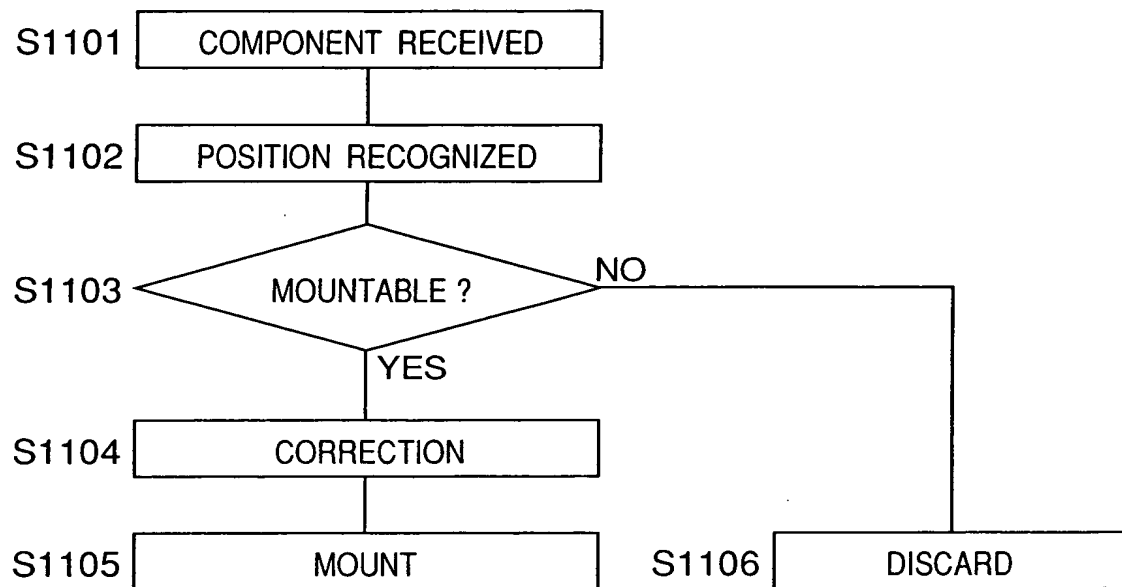 S1101 COMPONENT RECEIVED
S1102 POSITION RECOGNIZED
S1103 MOUNTABLE ? NO
YES
S1104 CORRECTION
S1105 MOUNT S1106 DISCARD